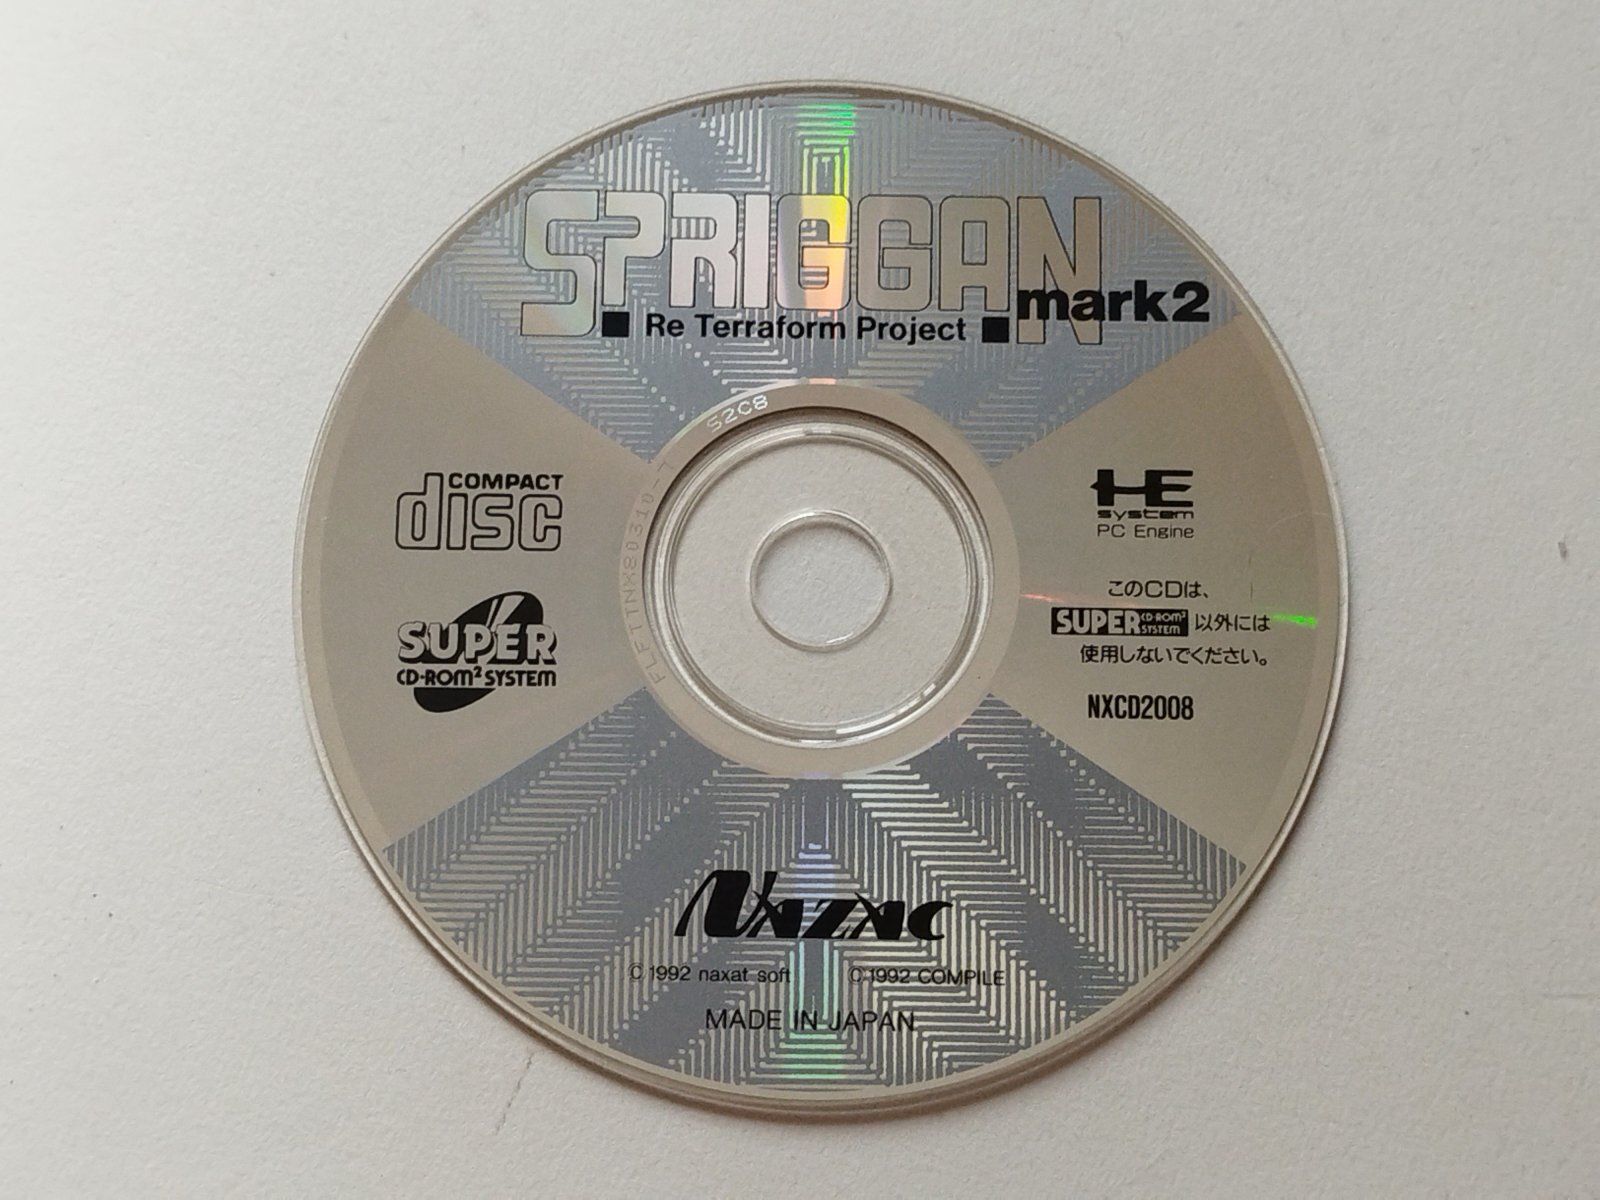 SPRIGGAN
mark2
Re Terraform Project
S2C8
COMPACT
disc
SUPER
CD-ROM² SYSTEM
HE
system
PC Engine
このCDは、
SUPER CD-ROM² SYSTEM 以外には
使用しないでください。
NXCD2008
NAXAT
© 1992 naxat soft © 1992 COMPILE
MADE IN JAPAN